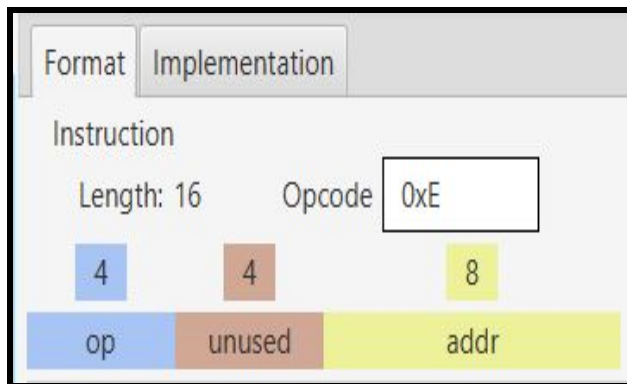 Format Implementation
Instruction
Length: 16 Opcode 0xE
4 4 8
op unused addr